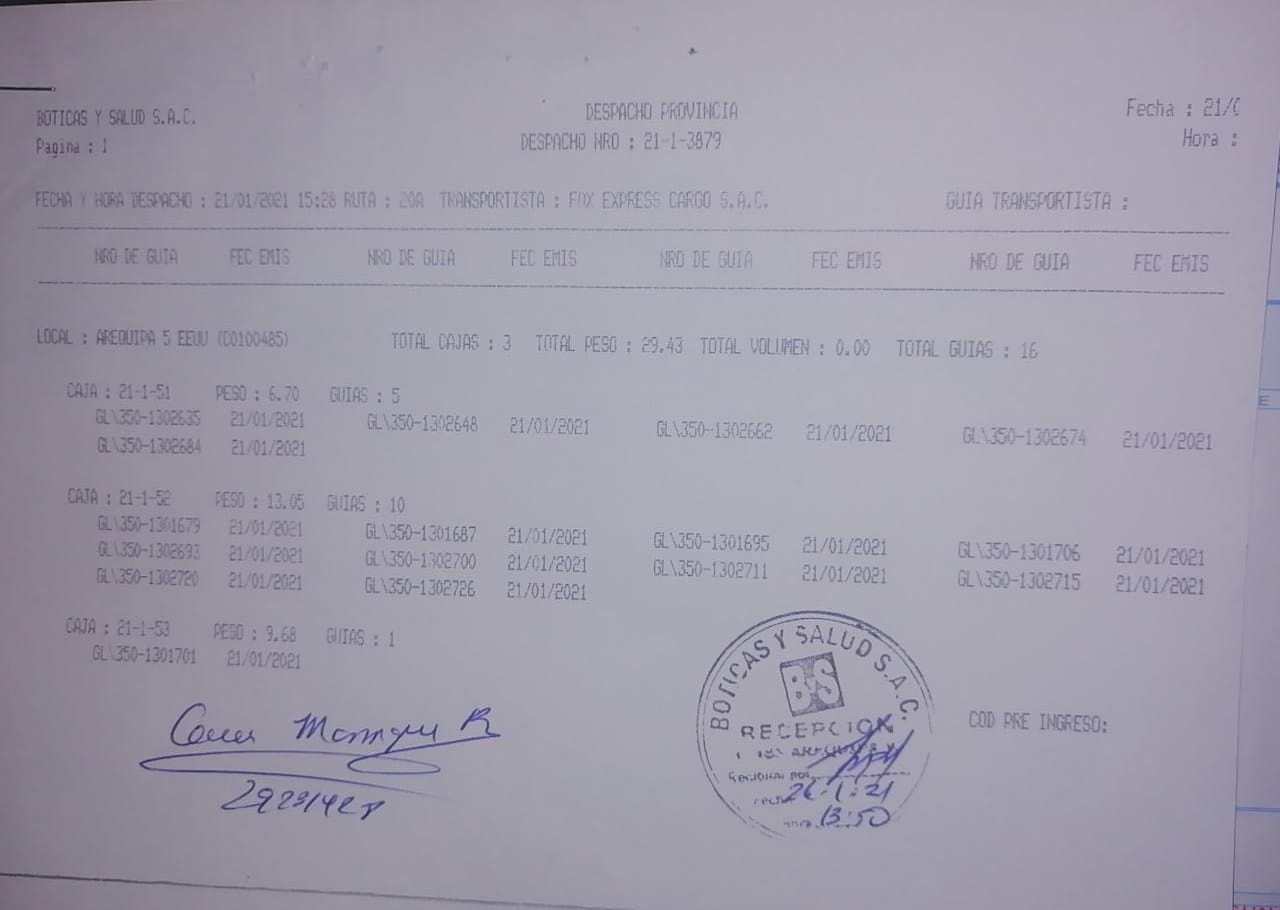 BOTICAS Y SALUD S.A.C. DESPACHO PROVINCIA Fecha : 21/
Pagina : 1 DESPACHO NRO : 21-1-3879 Hora :
FECHA Y HORA DESPACHO : 21/01/2021 15:28 RUTA : 20A TRANSPORTISTA : FOX EXPRESS CARGO S.A.C. GUIA TRANSPORTISTA :
NRO DE GUIA FEC EMIS NRO DE GUIA FEC EMIS NRO DE GUIA FEC EMIS NRO DE GUIA FEC EMIS
LOCAL : AREQUIPA 5 EEUU (C0100485) TOTAL CAJAS : 3 TOTAL PESO : 29.43 TOTAL VOLUMEN : 0.00 TOTAL GUIAS : 16
CAJA : 21-1-51 PESO : 6.70 GUIAS : 5
GL\350-1302635 21/01/2021 GL\350-1302648 21/01/2021 GL\350-1302662 21/01/2021 GL\350-1302674 21/01/2021
GL\350-1302684 21/01/2021
CAJA : 21-1-52 PESO : 13.05 GUIAS : 10
GL\350-1301679 21/01/2021 GL\350-1301687 21/01/2021 GL\350-1301695 21/01/2021 GL\350-1301706 21/01/2021
GL\350-1302693 21/01/2021 GL\350-1302700 21/01/2021 GL\350-1302711 21/01/2021 GL\350-1302715 21/01/2021
GL\350-1302720 21/01/2021 GL\350-1302726 21/01/2021
CAJA : 21-1-53 PESO : 9.68 GUIAS : 1
GL\350-1301701 21/01/2021
BOTICAS Y SALUD S.A.C.
BS
RECEPCION
26-1-21
13:50
COD PRE INGRESO: